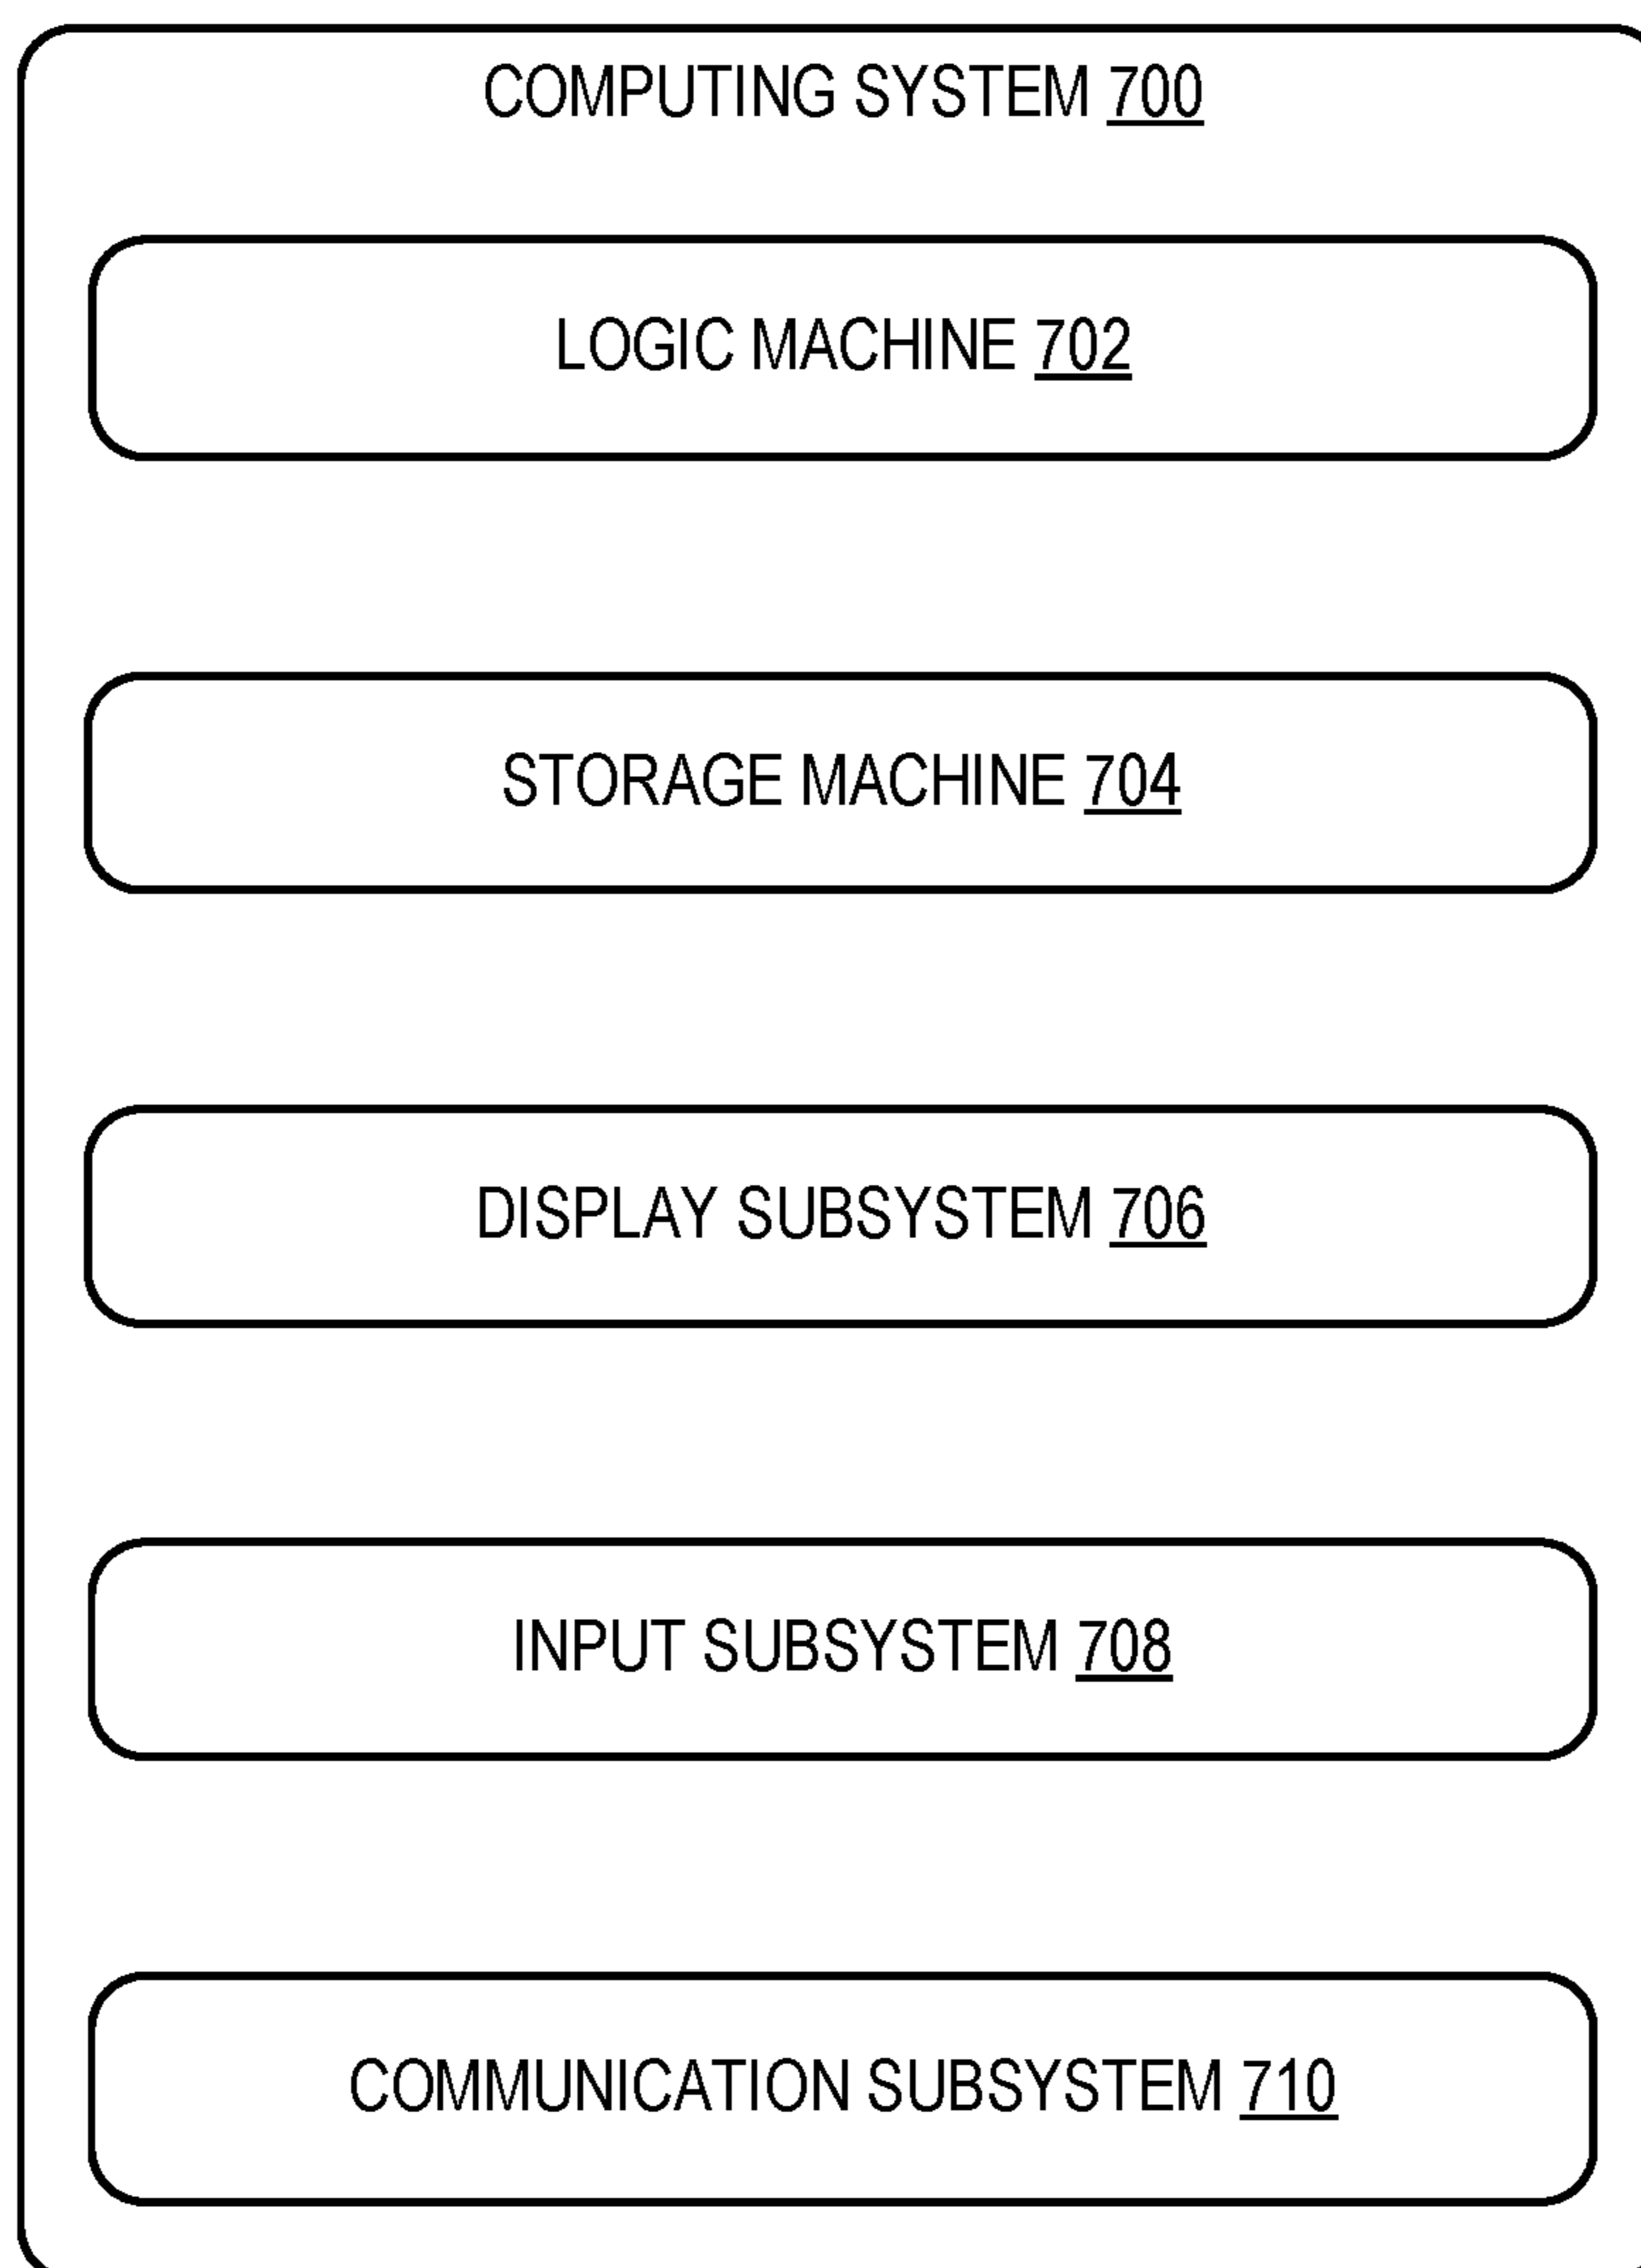 COMPUTING SYSTEM 700
LOGIC MACHINE 702
STORAGE MACHINE 704
DISPLAY SUBSYSTEM 706
INPUT SUBSYSTEM 708
COMMUNICATION SUBSYSTEM 710